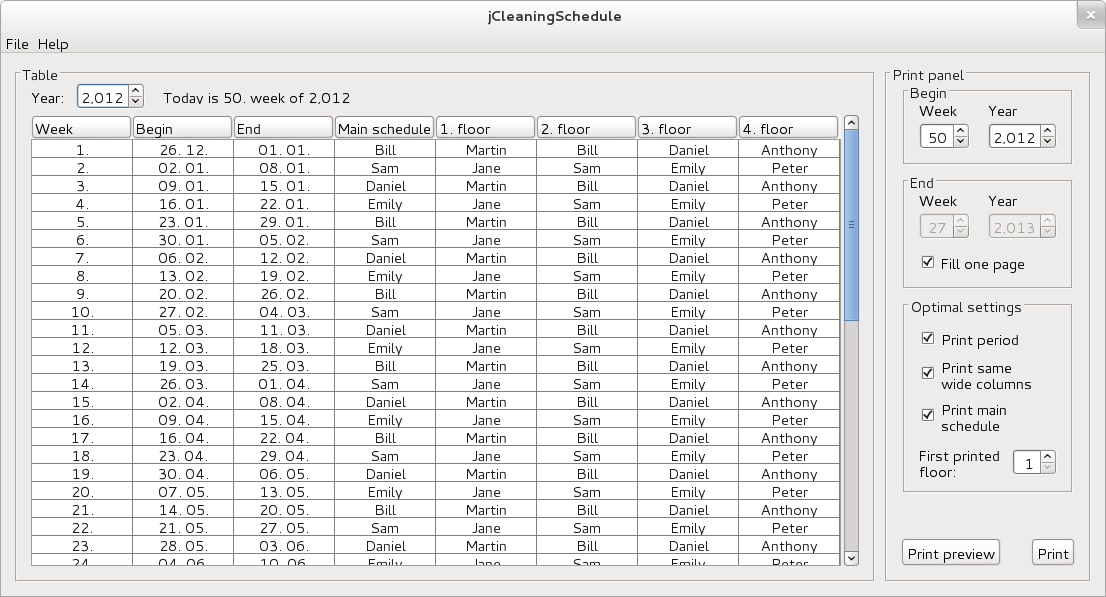 jCleaningSchedule
File Help
Table
Year: 2,012 Today is 50. week of 2,012
Week Begin End Main schedule 1. floor 2. floor 3. floor 4. floor
1. 26. 12. 01. 01. Bill Martin Bill Daniel Anthony
2. 02. 01. 08. 01. Sam Jane Sam Emily Peter
3. 09. 01. 15. 01. Daniel Martin Bill Daniel Anthony
4. 16. 01. 22. 01. Emily Jane Sam Emily Peter
5. 23. 01. 29. 01. Bill Martin Bill Daniel Anthony
6. 30. 01. 05. 02. Sam Jane Sam Emily Peter
7. 06. 02. 12. 02. Daniel Martin Bill Daniel Anthony
8. 13. 02. 19. 02. Emily Jane Sam Emily Peter
9. 20. 02. 26. 02. Bill Martin Bill Daniel Anthony
10. 27. 02. 04. 03. Sam Jane Sam Emily Peter
11. 05. 03. 11. 03. Daniel Martin Bill Daniel Anthony
12. 12. 03. 18. 03. Emily Jane Sam Emily Peter
13. 19. 03. 25. 03. Bill Martin Bill Daniel Anthony
14. 26. 03. 01. 04. Sam Jane Sam Emily Peter
15. 02. 04. 08. 04. Daniel Martin Bill Daniel Anthony
16. 09. 04. 15. 04. Emily Jane Sam Emily Peter
17. 16. 04. 22. 04. Bill Martin Bill Daniel Anthony
18. 23. 04. 29. 04. Sam Jane Sam Emily Peter
19. 30. 04. 06. 05. Daniel Martin Bill Daniel Anthony
20. 07. 05. 13. 05. Emily Jane Sam Emily Peter
21. 14. 05. 20. 05. Bill Martin Bill Daniel Anthony
22. 21. 05. 27. 05. Sam Jane Sam Emily Peter
23. 28. 05. 03. 06. Daniel Martin Bill Daniel Anthony
24. 04. 06. 10. 06. Emily Jane Sam Emily Peter
Print panel
Begin
Week Year
50 2,012
End
Week Year
27 2,013
Fill one page
Optimal settings
Print period
Print same
wide columns
Print main
schedule
First printed
floor: 1
Print preview Print